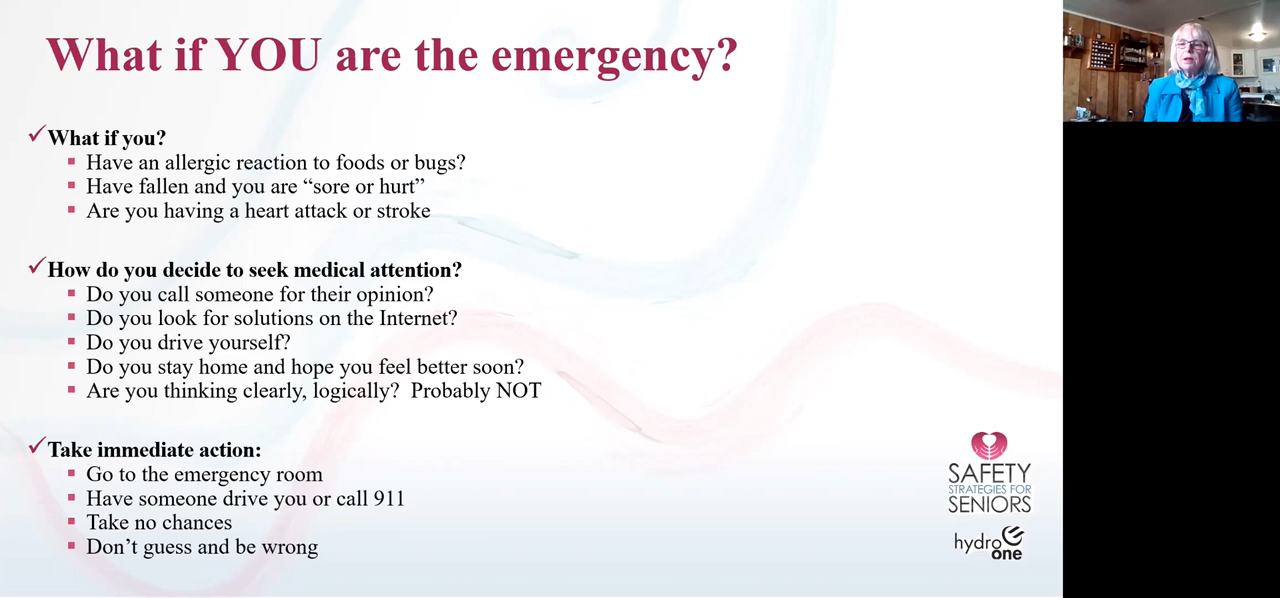 What if YOU are the emergency?
What if you?
Have an allergic reaction to foods or bugs?
Have fallen and you are “sore or hurt”
Are you having a heart attack or stroke
How do you decide to seek medical attention?
Do you call someone for their opinion?
Do you look for solutions on the Internet?
Do you drive yourself?
Do you stay home and hope you feel better soon?
Are you thinking clearly, logically?  Probably NOT
Take immediate action:
Go to the emergency room
Have someone drive you or call 911
Take no chances
Don’t guess and be wrong
SAFETY
STRATEGIES FOR
SENIORS
hydro
one